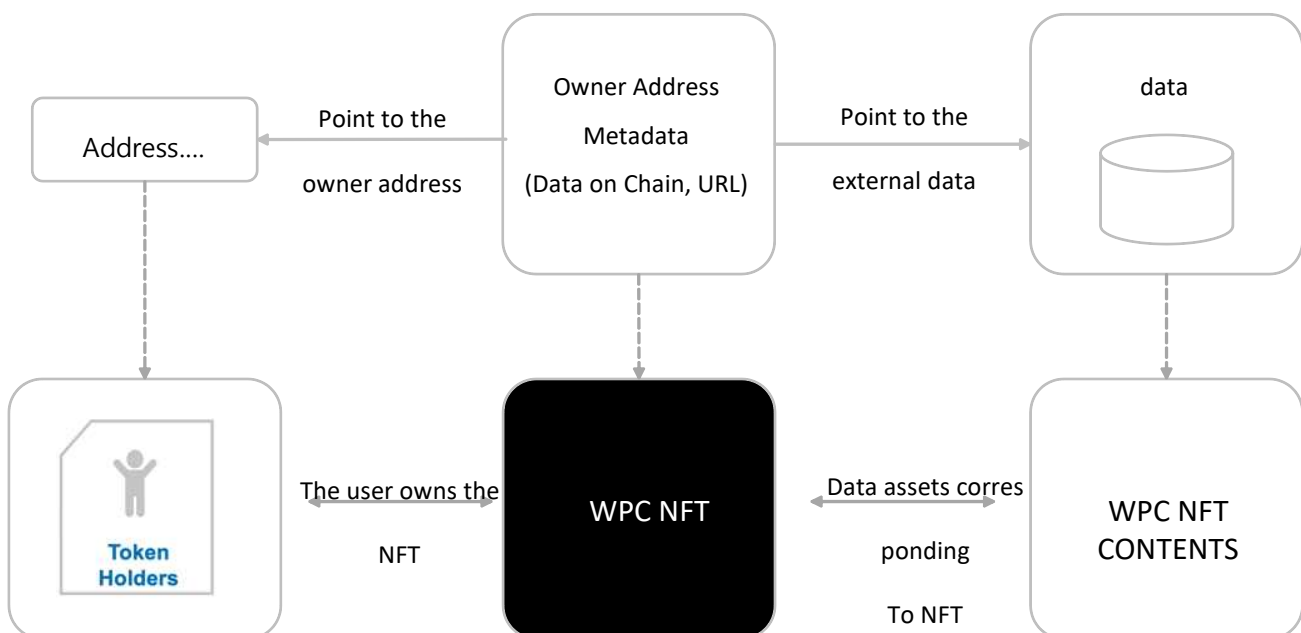 Owner Address
Metadata
(Data on Chain, URL)
data
Address....
Point to the
owner address
Point to the
external data
Token
Holders
The user owns the
NFT
WPC NFT
Data assets corres
ponding
To NFT
WPC NFT
CONTENTS